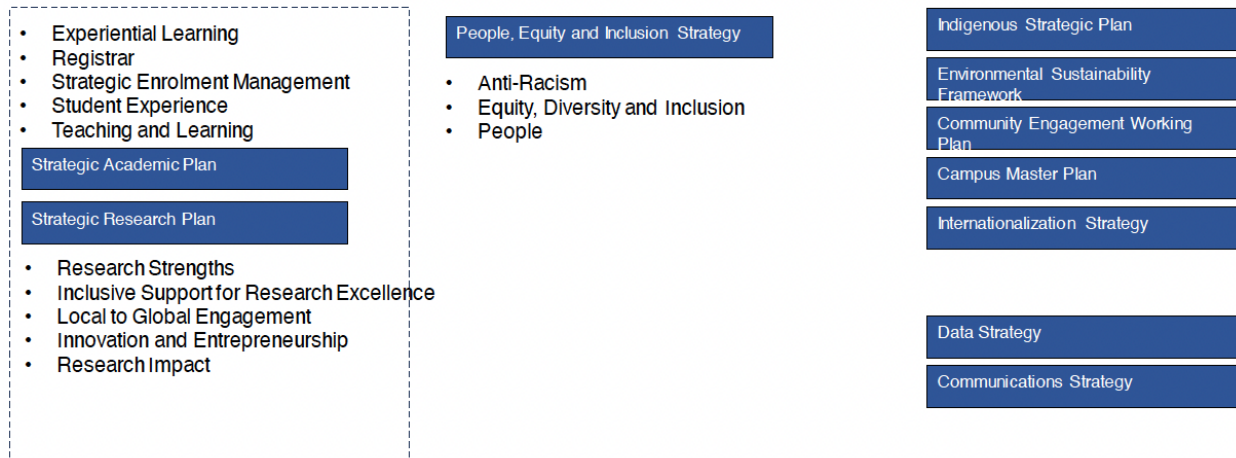 • Experiential Learning
• Registrar
• Strategic Enrolment Management
• Student Experience
• Teaching and Learning
Strategic Academic Plan
Strategic Research Plan
• Research Strengths
• Inclusive Support for Research Excellence
• Local to Global Engagement
• Innovation and Entrepreneurship
• Research Impact
People, Equity and Inclusion Strategy
• Anti-Racism
• Equity, Diversity and Inclusion
• People
Indigenous Strategic Plan
Environmental Sustainability
Framework
Community Engagement Working
Plan
Campus Master Plan
Internationalization Strategy
Data Strategy
Communications Strategy